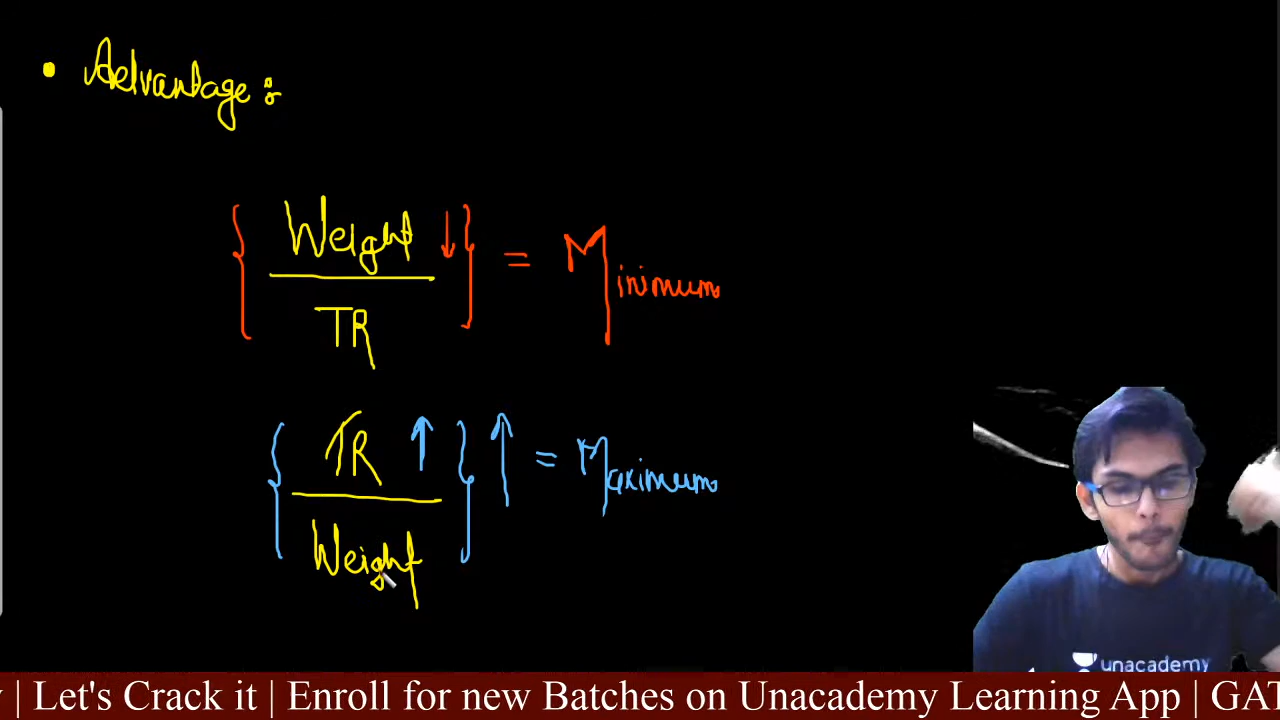 • Advantage :
{ Weight ↓ / TR } = Minimum
{ TR ↑ / Weight } ↑ = Maximum
unacademy
| Let's Crack it | Enroll for new Batches on Unacademy Learning App | GAT